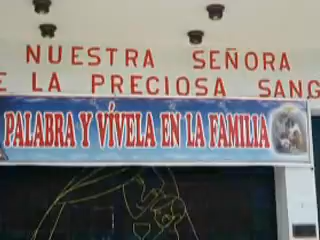 NUESTRA SEÑORA
E LA PRECIOSA SANG
PALABRA Y VÍVELA EN LA FAMILIA